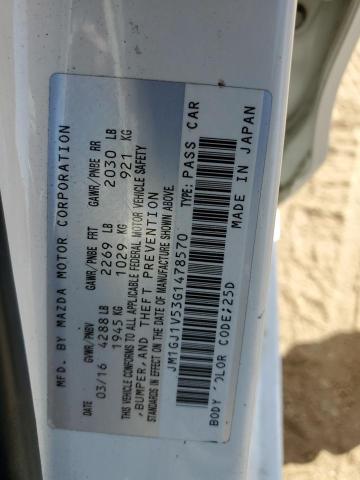 MFD. BY MAZDA MOTOR CORPORATION
DATE GVWR/PNBV GAWR/PNBE FRT GAWR/PNBE RR
03/16 4288 LB 2269 LB 2030 LB
1945 KG 1029 KG 921 KG
THIS VEHICLE CONFORMS TO ALL APPLICABLE FEDERAL MOTOR VEHICLE SAFETY
, BUMPER, AND THEFT PREVENTION
STANDARDS IN EFFECT ON THE DATE OF MANUFACTURE SHOWN ABOVE.
JM1GJ1V53G1478570 TYPE: PASS CAR
MADE IN JAPAN
BODY COLOR CODE;25D